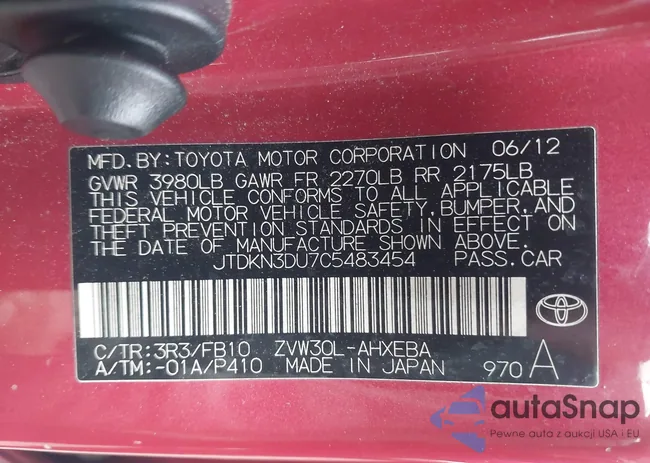 MFD. BY: TOYOTA MOTOR CORPORATION 06/12
GVWR 3980LB GAWR FR 2270LB RR 2175LB
THIS VEHICLE CONFORMS TO ALL APPLICABLE
FEDERAL MOTOR VEHICLE SAFETY, BUMPER, AND
THEFT PREVENTION STANDARDS IN EFFECT ON
THE DATE OF MANUFACTURE SHOWN ABOVE.
JTDKN3DU7C5483454 PASS. CAR
C/TR: 3R3/FB10 ZVW30L-AHXEBA
A/TM: -01A/P410 MADE IN JAPAN 970 A
autaSnap
Pewne auta z aukcji USA i EU